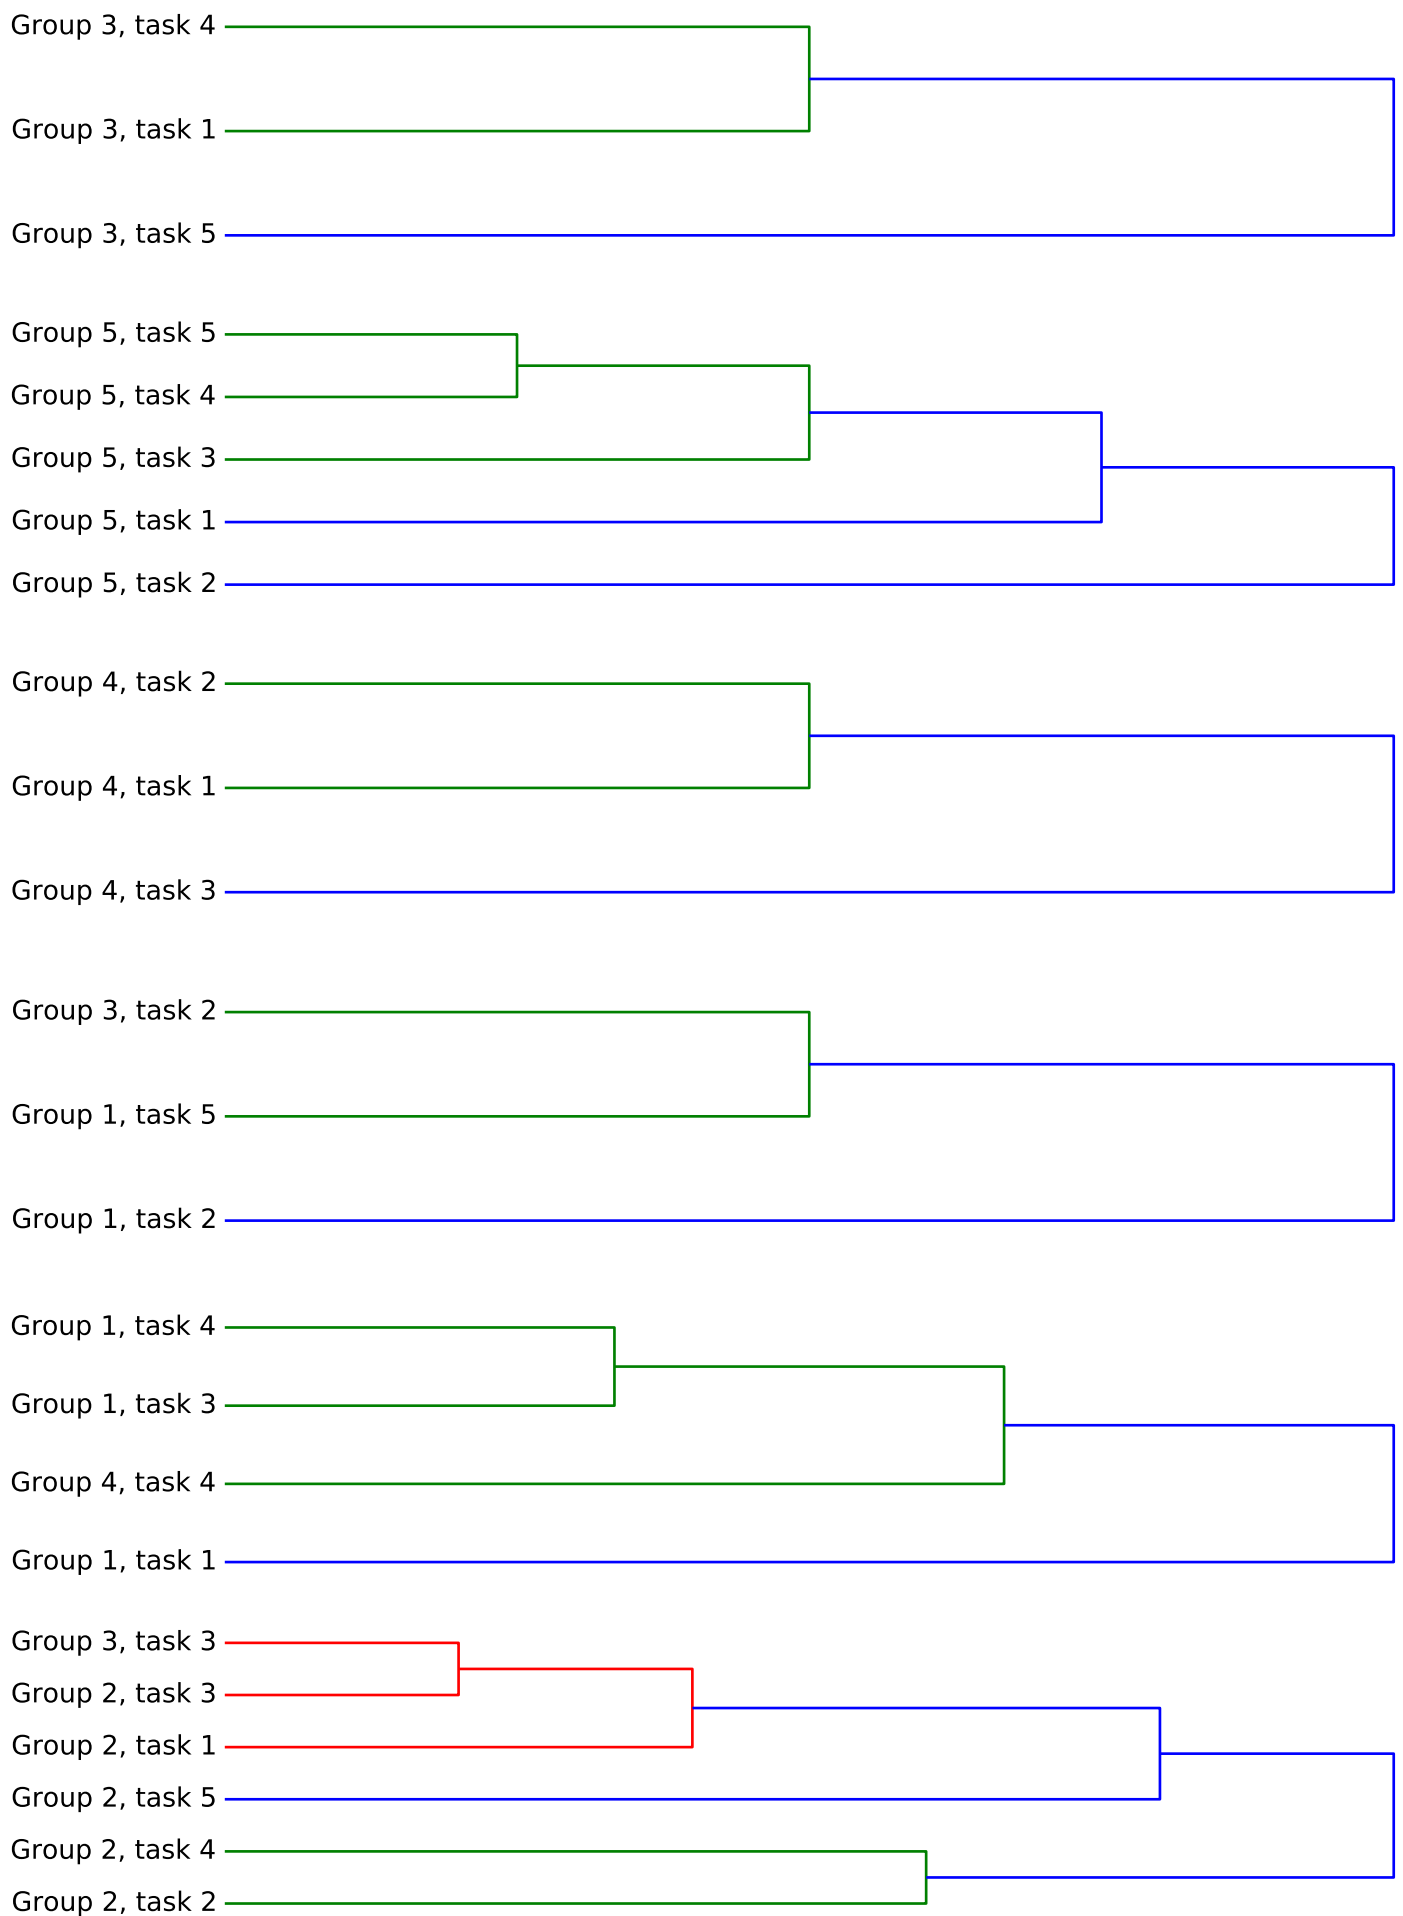 Group 3, task 4
Group 3, task 1
Group 3, task 5
Group 5, task 5
Group 5, task 4
Group 5, task 3
Group 5, task 1
Group 5, task 2
Group 4, task 2
Group 4, task 1
Group 4, task 3
Group 3, task 2
Group 1, task 5
Group 1, task 2
Group 1, task 4
Group 1, task 3
Group 4, task 4
Group 1, task 1
Group 3, task 3
Group 2, task 3
Group 2, task 1
Group 2, task 5
Group 2, task 4
Group 2, task 2